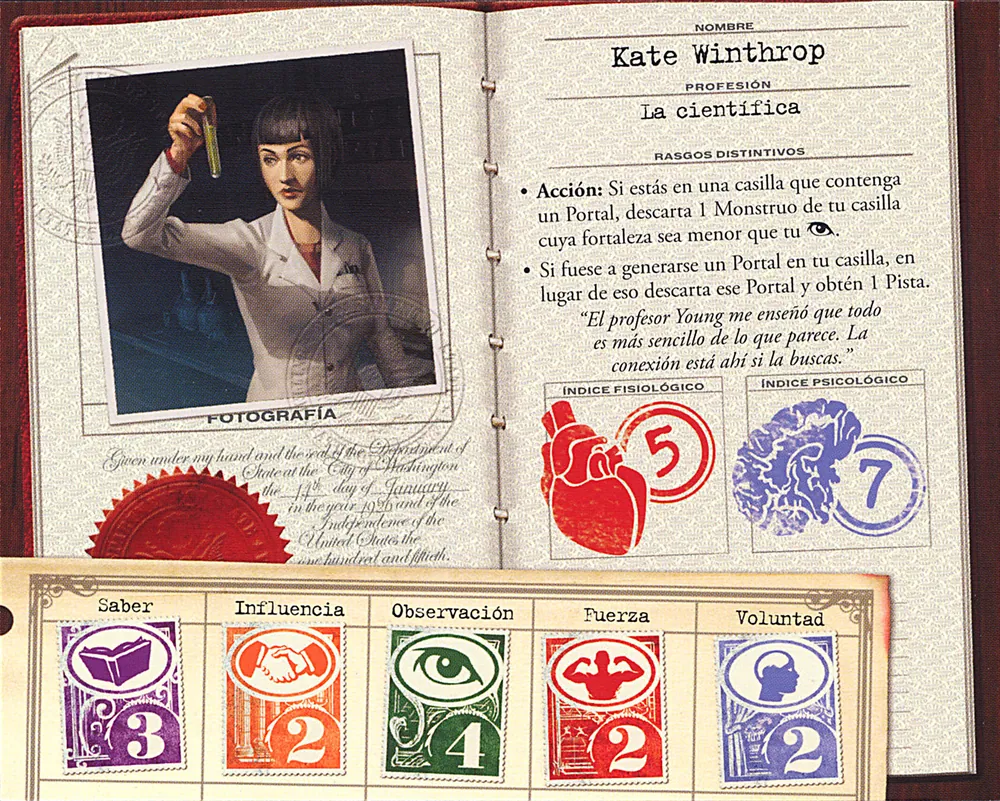 FOTOGRAFÍA
Given under my hand and the seal of the Department of
State at the City of Washington
the 14th day of January
in the year 1926 and of the
Independence of the
United States the
one hundred and fiftieth.
NOMBRE
Kate Winthrop
PROFESIÓN
La científica
RASGOS DISTINTIVOS
• Acción: Si estás en una casilla que contenga
un Portal, descarta 1 Monstruo de tu casilla
cuya fortaleza sea menor que tu .
• Si fuese a generarse un Portal en tu casilla, en
lugar de eso descarta ese Portal y obtén 1 Pista.
“El profesor Young me enseñó que todo
es más sencillo de lo que parece. La
conexión está ahí si la buscas.”
ÍNDICE FISIOLÓGICO
5
ÍNDICE PSICOLÓGICO
7
Saber
Influencia
Observación
Fuerza
Voluntad
3
2
4
2
2